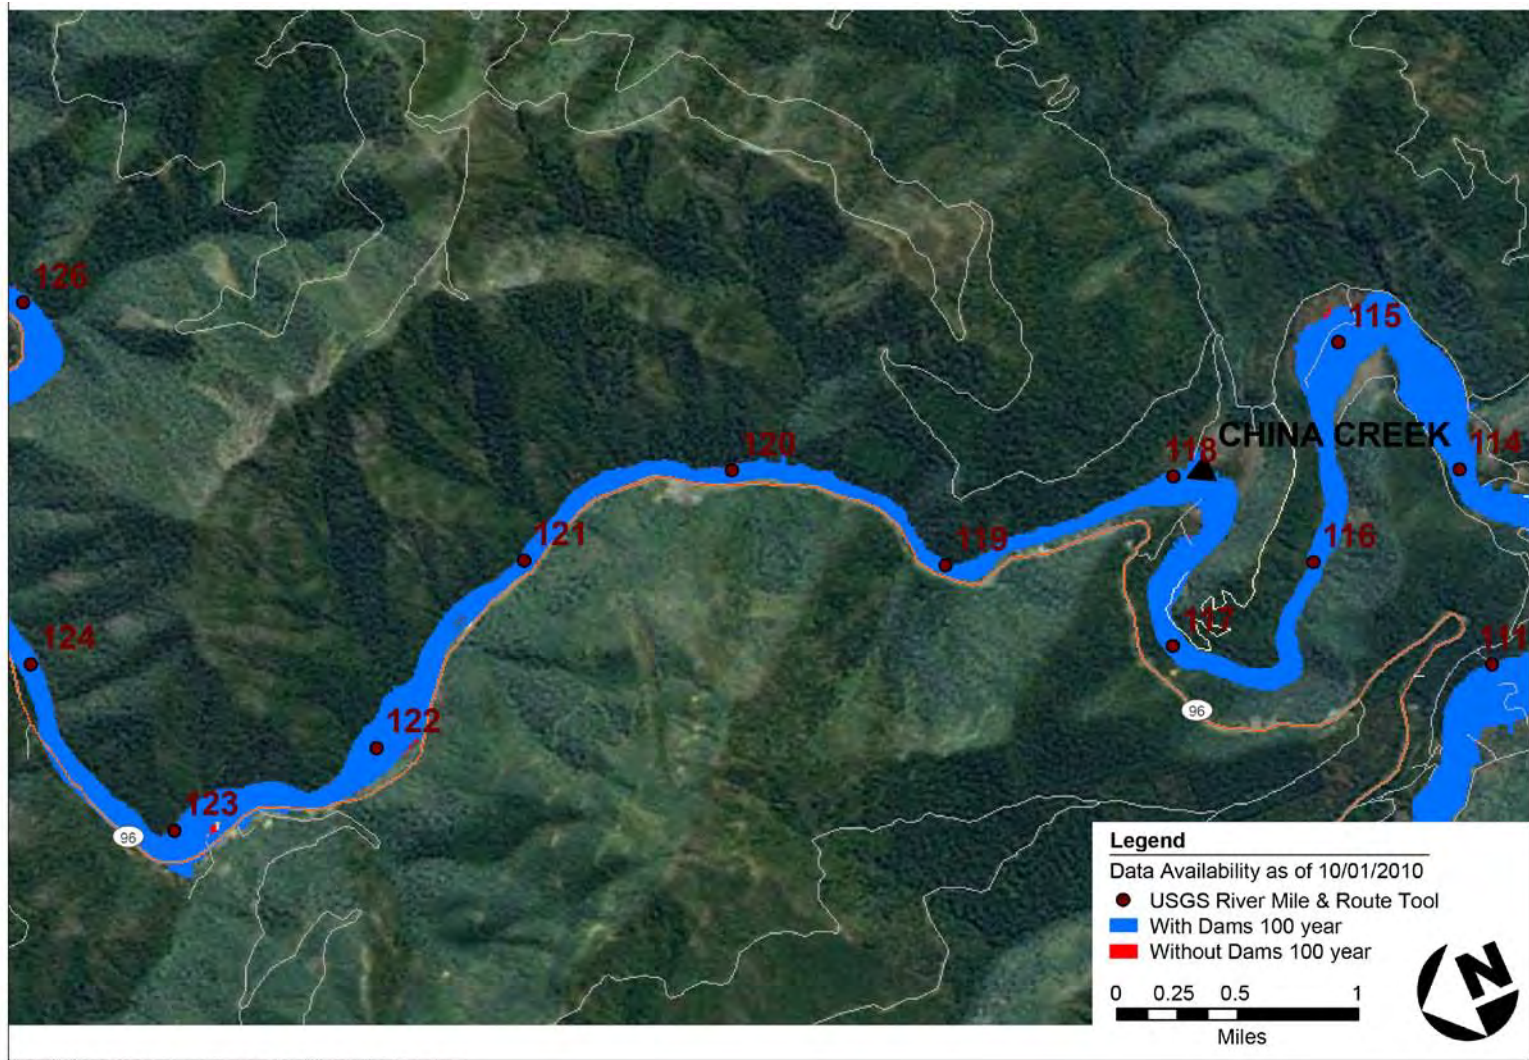 126
115
CHINA CREEK
120
118
114
121
119
116
117
124
111
122
96
123
96
Legend
Data Availability as of 10/01/2010
USGS River Mile & Route Tool
With Dams 100 year
Without Dams 100 year
N
0 0.25 0.5 1
Miles